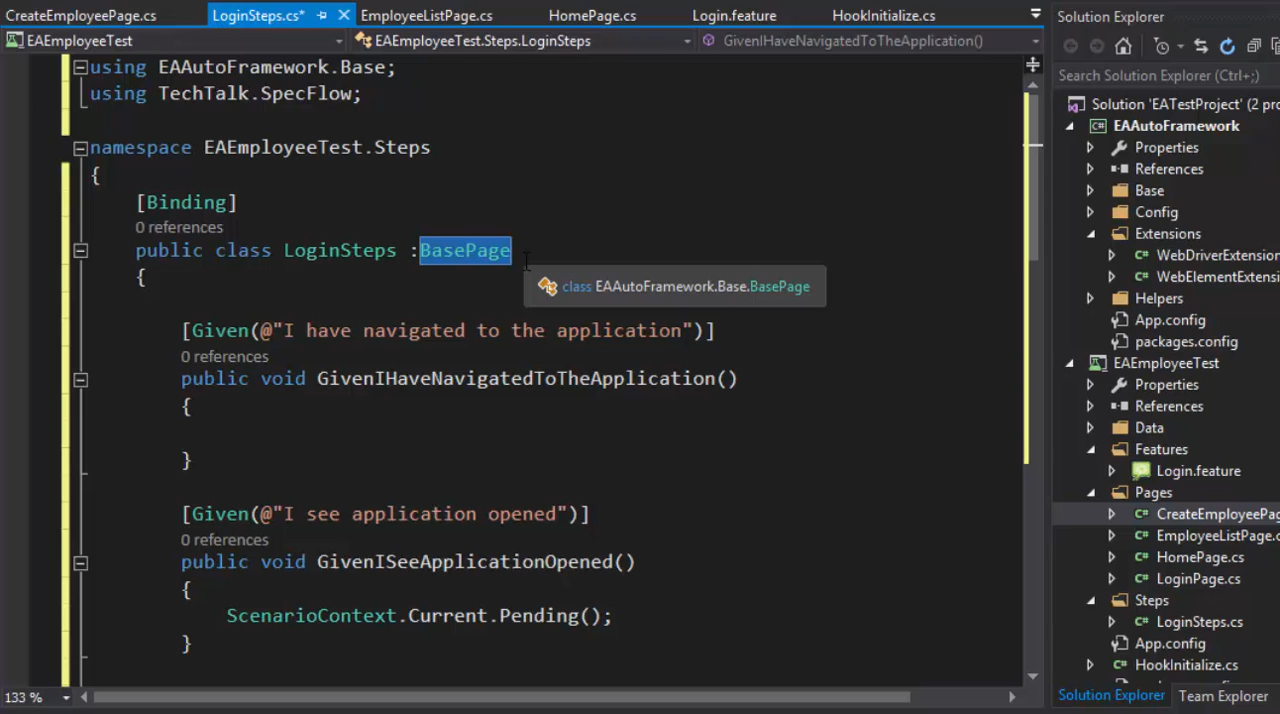 CreateEmployeePage.cs LoginSteps.cs* EmployeeListPage.cs HomePage.cs Login.feature HookInitialize.cs
EAEmployeeTest EAEmployeeTest.Steps.LoginSteps GivenIHaveNavigatedToTheApplication()
using EAAutoFramework.Base;
using TechTalk.SpecFlow;
namespace EAEmployeeTest.Steps
{
[Binding]
0 references
public class LoginSteps :BasePage
{
class EAAutoFramework.Base.BasePage
[Given(@"I have navigated to the application")]
0 references
public void GivenIHaveNavigatedToTheApplication()
{
}
[Given(@"I see application opened")]
0 references
public void GivenISeeApplicationOpened()
{
ScenarioContext.Current.Pending();
}
133 %
Solution Explorer
Search Solution Explorer (Ctrl+;)
Solution 'EATestProject' (2 pro
EAAutoFramework
Properties
References
Base
Config
Extensions
WebDriverExtension
WebElementExtensi
Helpers
App.config
packages.config
EAEmployeeTest
Properties
References
Data
Features
Login.feature
Pages
CreateEmployeePag
EmployeeListPage.c
HomePage.cs
LoginPage.cs
Steps
LoginSteps.cs
App.config
HookInitialize.cs
Solution Explorer Team Explorer